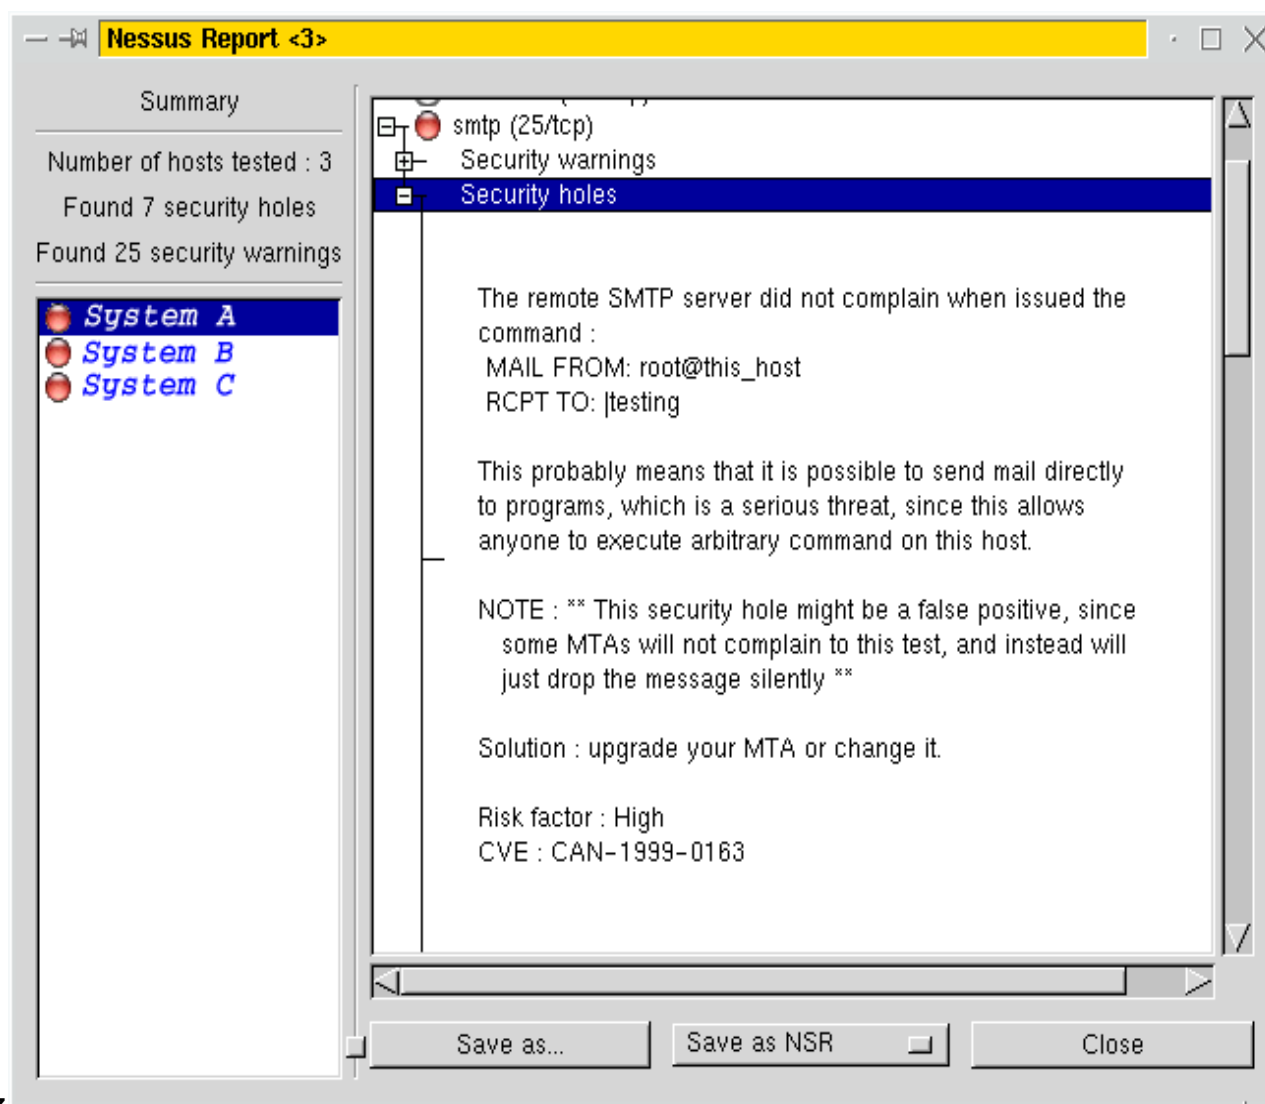 Nessus Report <3>
Summary
Number of hosts tested : 3
Found 7 security holes
Found 25 security warnings
System A
System B
System C
smtp (25/tcp)
Security warnings
Security holes
The remote SMTP server did not complain when issued the
command :
MAIL FROM: root@this_host
RCPT TO: |testing
This probably means that it is possible to send mail directly
to programs, which is a serious threat, since this allows
anyone to execute arbitrary command on this host.
NOTE : ** This security hole might be a false positive, since
some MTAs will not complain to this test, and instead will
just drop the message silently **
Solution : upgrade your MTA or change it.
Risk factor : High
CVE : CAN-1999-0163
Save as...
Save as NSR
Close